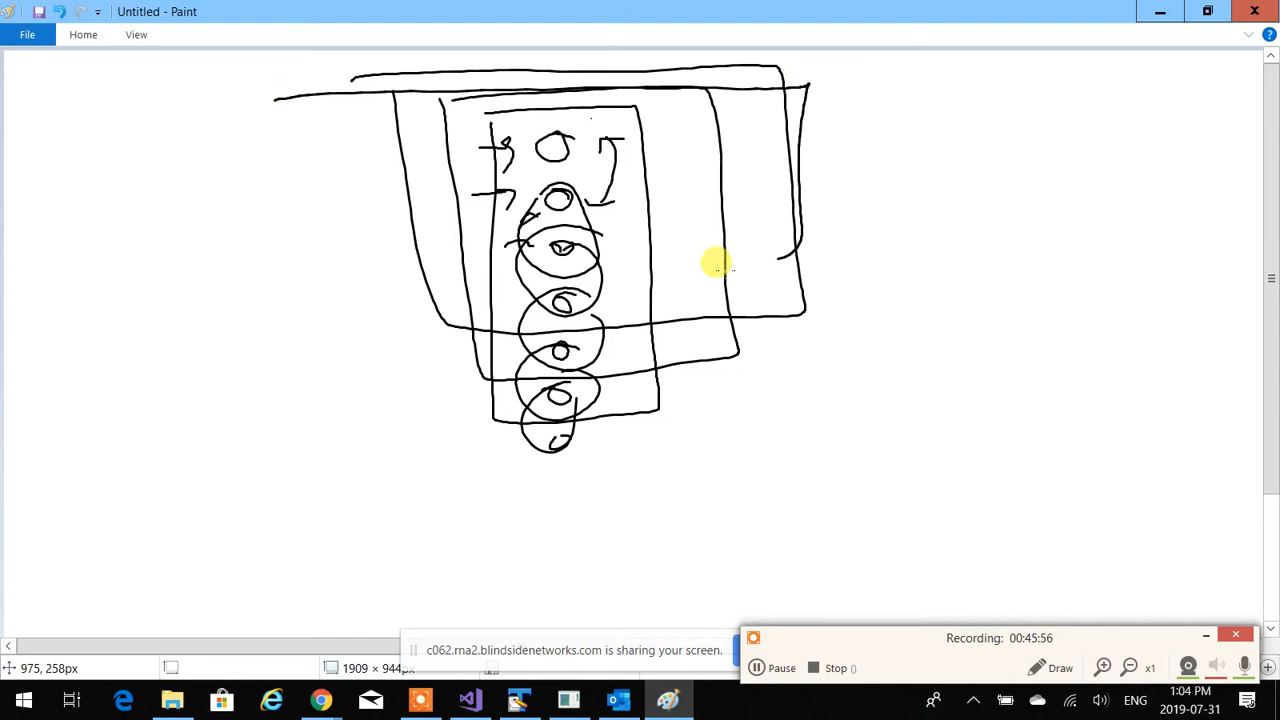 Untitled - Paint
File Home View
c062.rna2.blindsidenetworks.com is sharing your screen.
Recording: 00:45:56
Pause Stop Draw x1
975, 258px 1909 × 944px
ENG
1:04 PM
2019-07-31